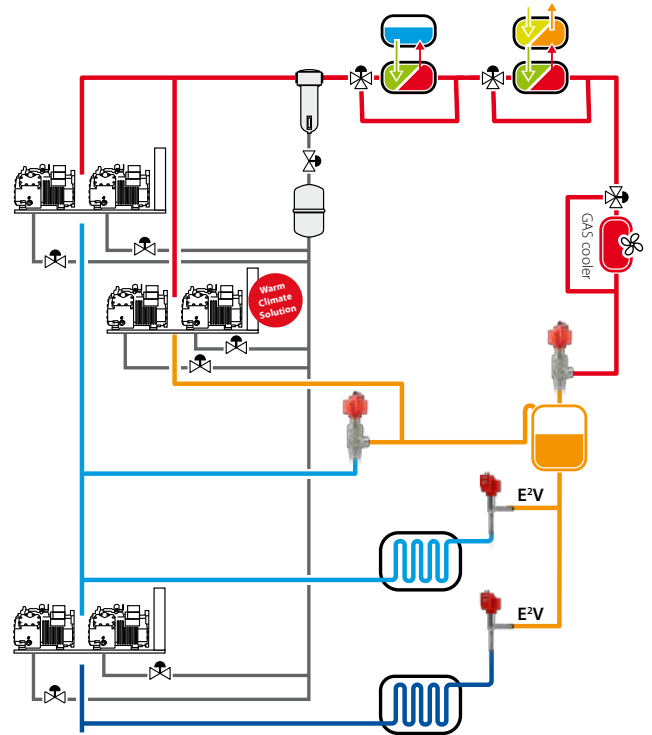 GAS cooler
Warm
Climate
Solution
E²V
E²V